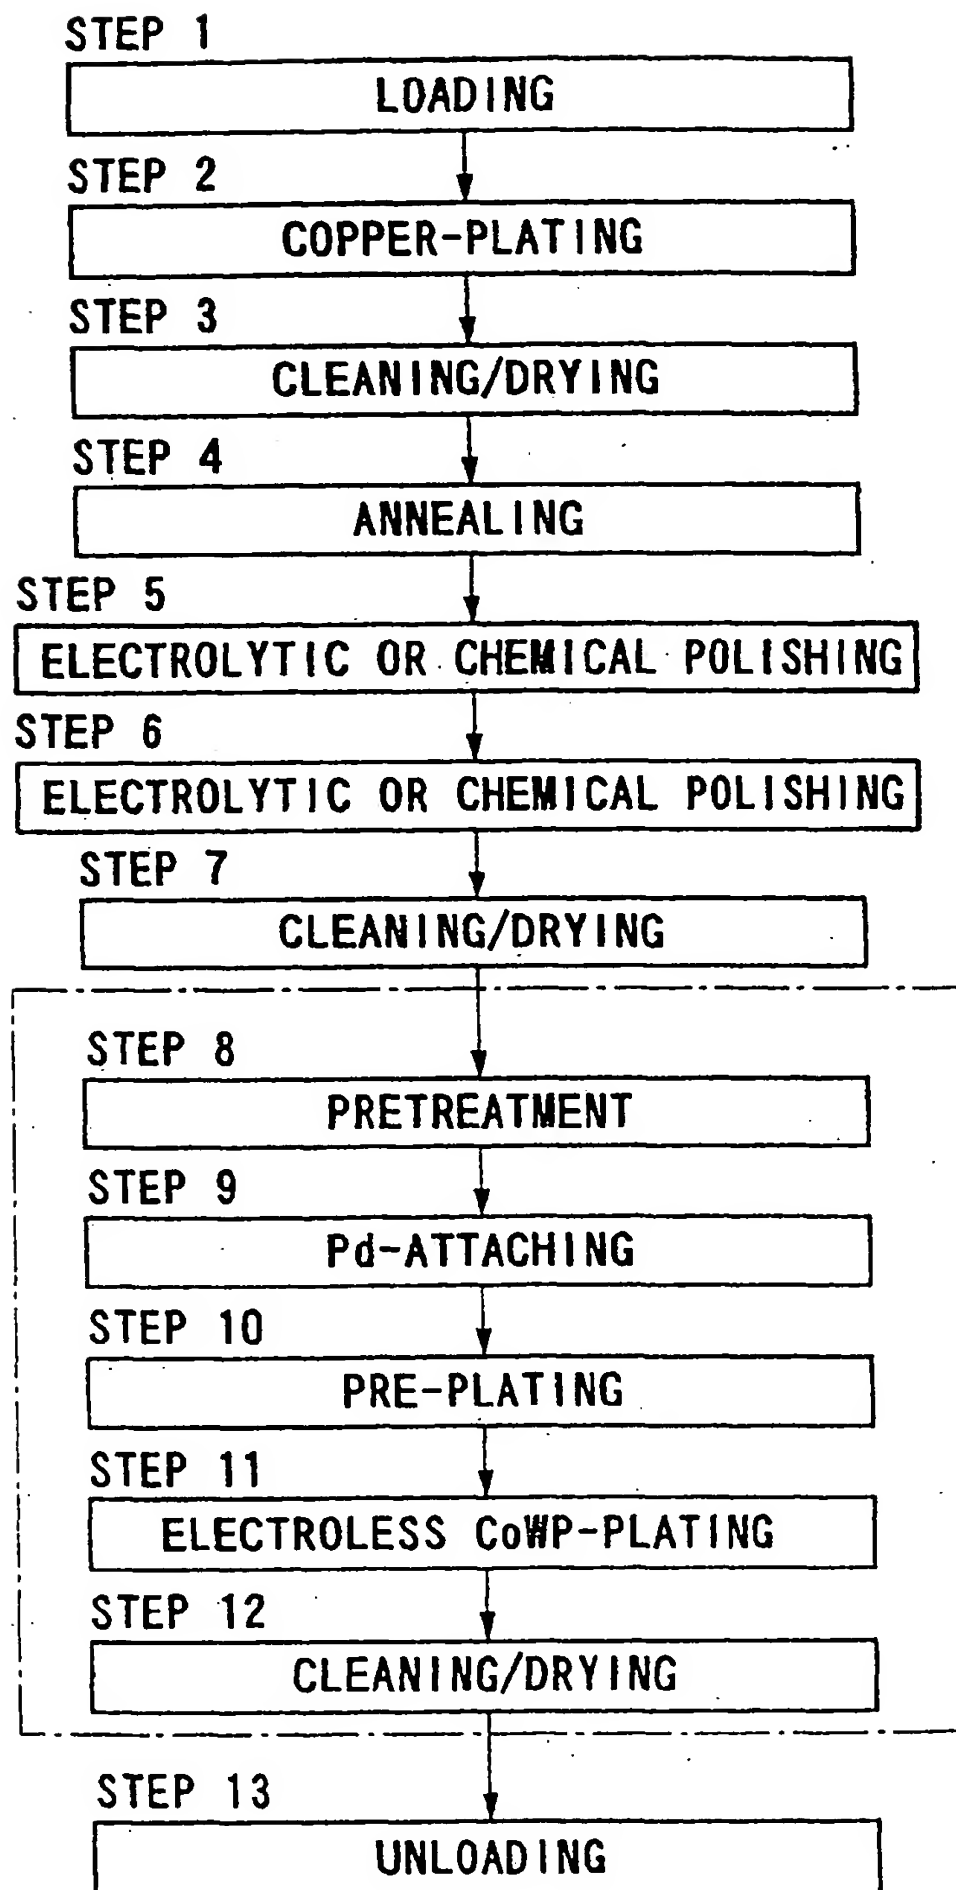 STEP 1
LOADING
STEP 2
COPPER-PLATING
STEP 3
CLEANING/DRYING
STEP 4
ANNEALING
STEP 5
ELECTROLYTIC OR CHEMICAL POLISHING
STEP 6
ELECTROLYTIC OR CHEMICAL POLISHING
STEP 7
CLEANING/DRYING
STEP 8
PRETREATMENT
STEP 9
Pd-ATTACHING
STEP 10
PRE-PLATING
STEP 11
ELECTROLESS CoWP-PLATING
STEP 12
CLEANING/DRYING
STEP 13
UNLOADING